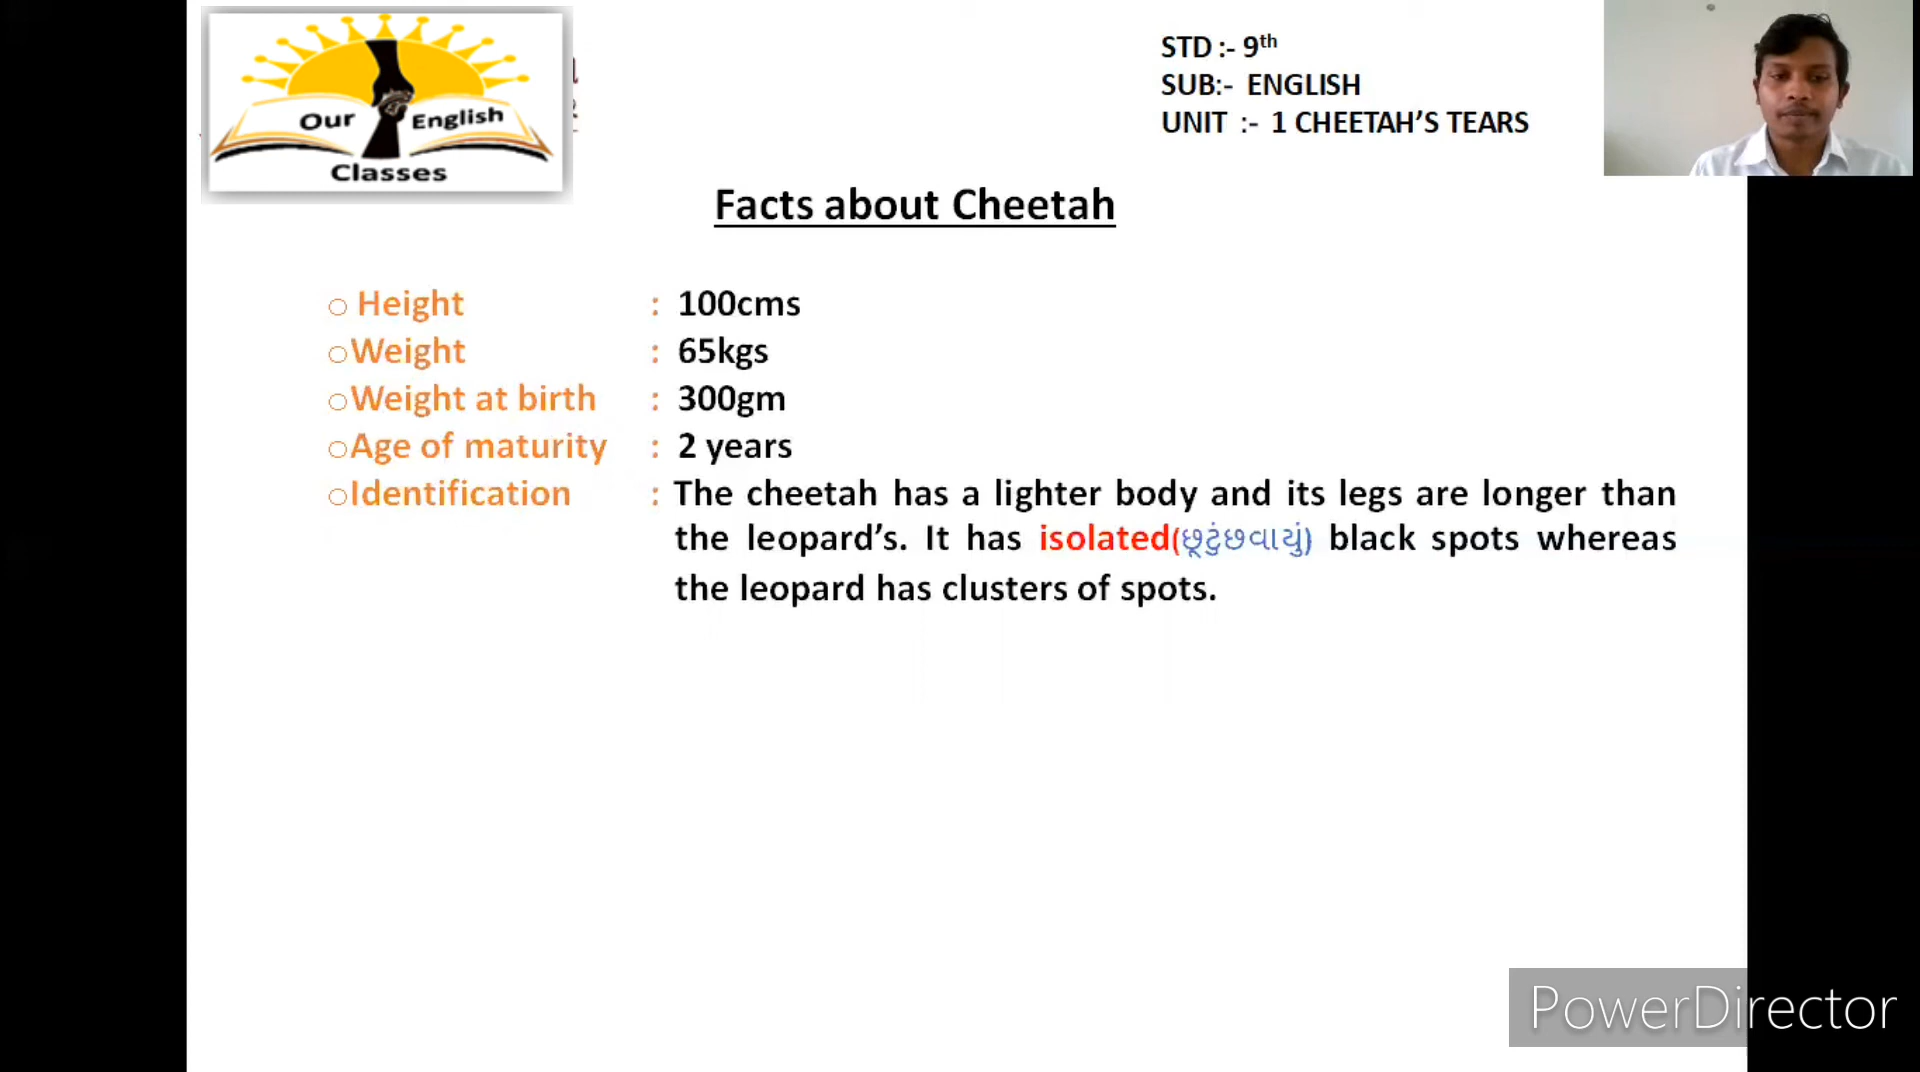 Our English
Classes
STD :- 9th
SUB:- ENGLISH
UNIT :- 1 CHEETAH'S TEARS
Facts about Cheetah
Height : 100cms
Weight : 65kgs
Weight at birth : 300gm
Age of maturity : 2 years
Identification : The cheetah has a lighter body and its legs are longer than
the leopard's. It has isolated(છૂટુંછવાયું) black spots whereas
the leopard has clusters of spots.
PowerDirector